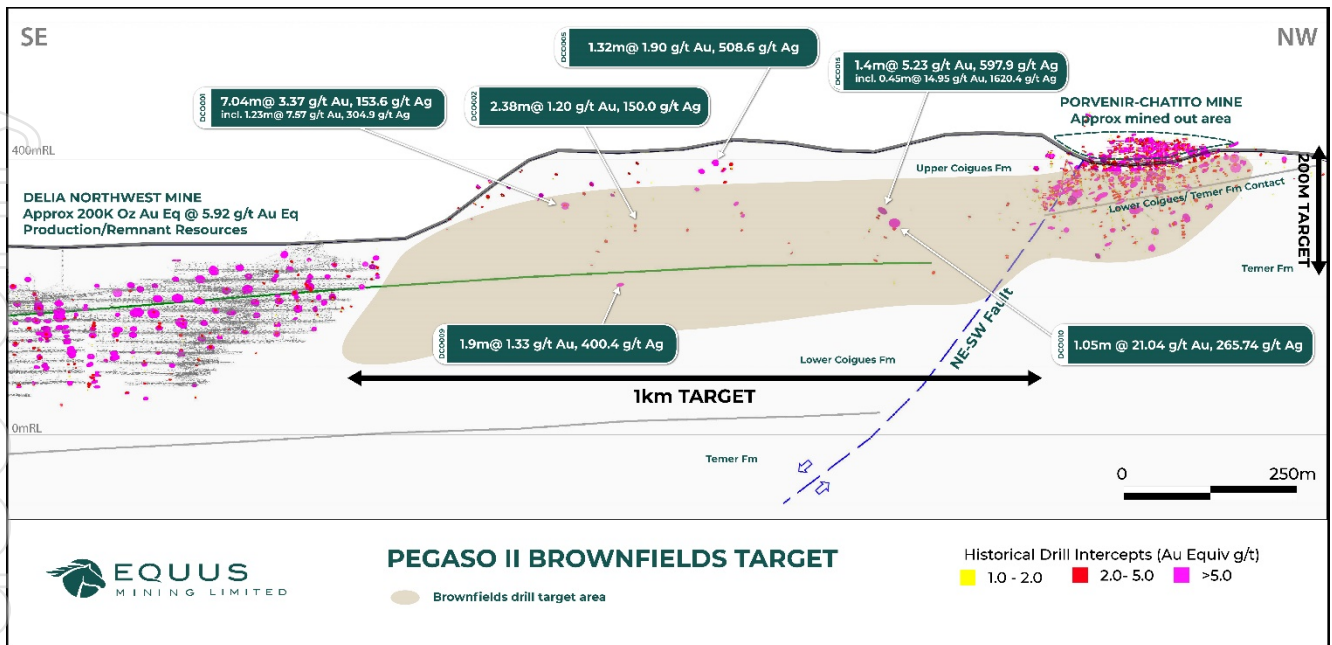 SE
NW
DCO005
1.32m@ 1.90 g/t Au, 508.6 g/t Ag
DCO015
1.4m@ 5.23 g/t Au, 597.9 g/t Ag
incl. 0.45m@ 14.95 g/t Au, 1620.4 g/t Ag
DCO001
7.04m@ 3.37 g/t Au, 153.6 g/t Ag
incl. 1.23m@ 7.57 g/t Au, 304.9 g/t Ag
DCO002
2.38m@ 1.20 g/t Au, 150.0 g/t Ag
PORVENIR-CHATITO MINE
Approx mined out area
400mRL
Upper Coigues Fm
200M TARGET
Lower Coigues/ Temer Fm Contact
DELIA NORTHWEST MINE
Approx 200K Oz Au Eq @ 5.92 g/t Au Eq
Production/Remnant Resources
Temer Fm
NE-SW Fault
DCO009
1.9m@ 1.33 g/t Au, 400.4 g/t Ag
Lower Coigues Fm
DCO010
1.05m @ 21.04 g/t Au, 265.74 g/t Ag
1km TARGET
0mRL
Temer Fm
0 250m
EQUUS
MINING LIMITED
PEGASO II BROWNFIELDS TARGET
Brownfields drill target area
Historical Drill Intercepts (Au Equiv g/t)
1.0 - 2.0 2.0- 5.0 >5.0